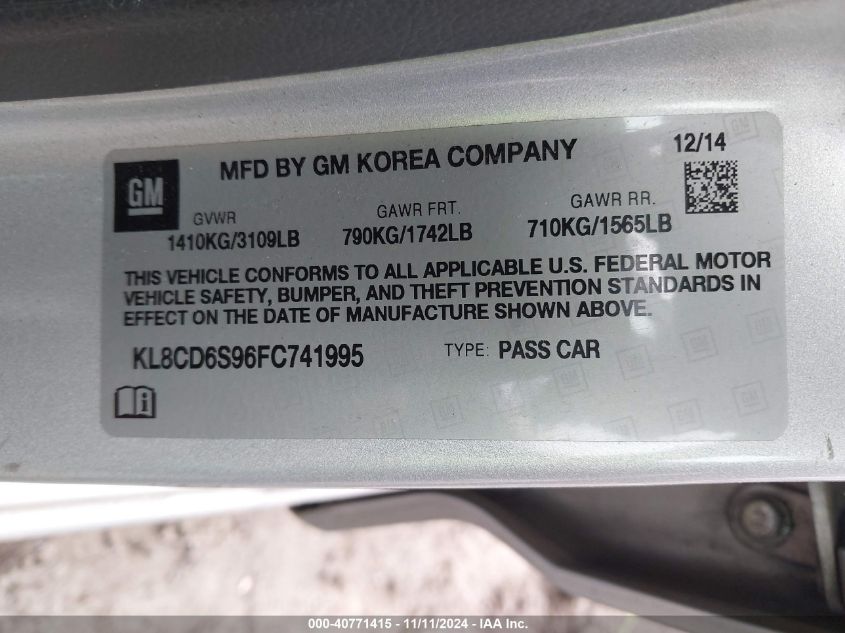 GM
MFD BY GM KOREA COMPANY
12/14
GVWR
1410KG/3109LB
GAWR FRT.
790KG/1742LB
GAWR RR.
710KG/1565LB
THIS VEHICLE CONFORMS TO ALL APPLICABLE U.S. FEDERAL MOTOR
VEHICLE SAFETY, BUMPER, AND THEFT PREVENTION STANDARDS IN
EFFECT ON THE DATE OF MANUFACTURE SHOWN ABOVE.
KL8CD6S96FC741995
TYPE: PASS CAR
000-40771415 - 11/11/2024 - IAA Inc.